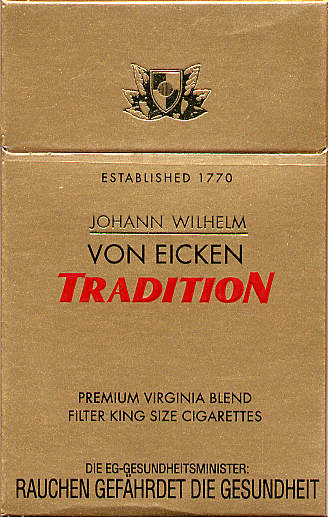 ESTABLISHED 1770
JOHANN WILHELM
VON EICKEN
TRADITION
PREMIUM VIRGINIA BLEND
FILTER KING SIZE CIGARETTES
DIE EG-GESUNDHEITSMINISTER:
RAUCHEN GEFÄHRDET DIE GESUNDHEIT